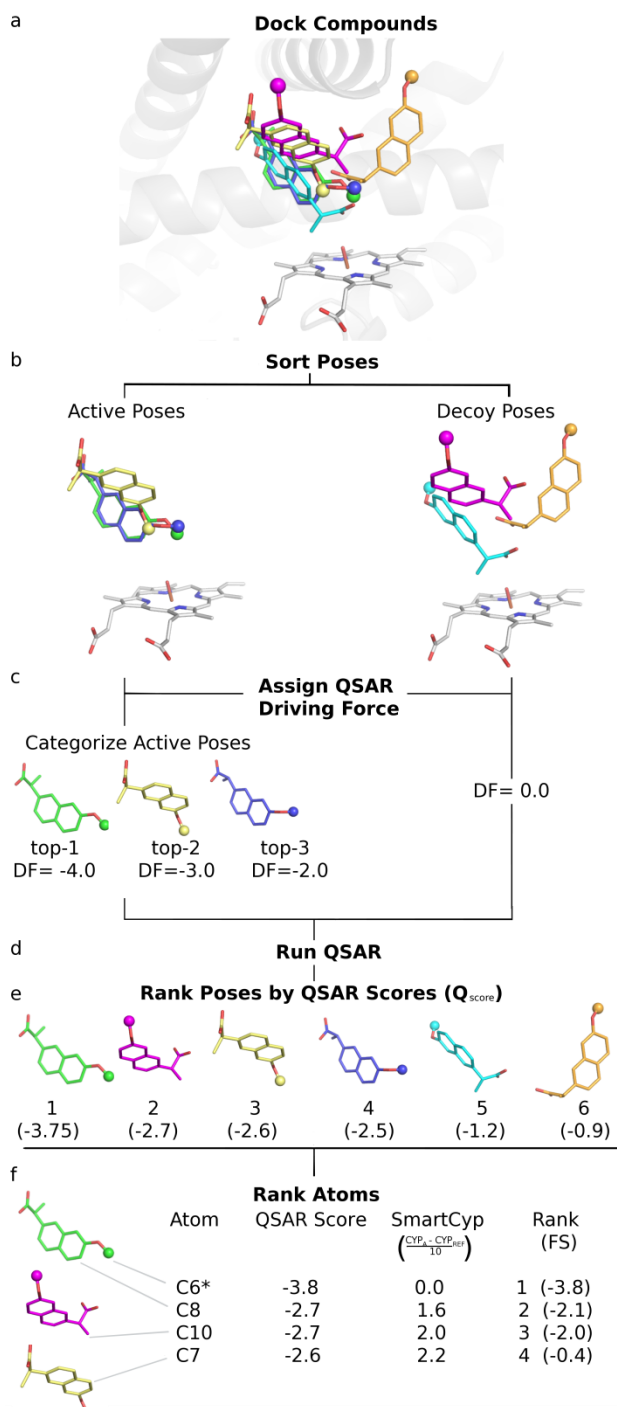 a
Dock Compounds
b
Sort Poses
Active Poses
Decoy Poses
c
Assign QSAR
Driving Force
Categorize Active Poses
DF= 0.0
top-1 top-2 top-3
DF= -4.0 DF=-3.0 DF=-2.0
d
Run QSAR
e
Rank Poses by QSAR Scores (Qscore)
1 2 3 4 5 6
(-3.75) (-2.7) (-2.6) (-2.5) (-1.2) (-0.9)
f
Rank Atoms
Atom QSAR Score SmartCyp Rank
(CYPA - CYPREF / 10) (FS)
C6* -3.8 0.0 1 (-3.8)
C8 -2.7 1.6 2 (-2.1)
C10 -2.7 2.0 3 (-2.0)
C7 -2.6 2.2 4 (-0.4)